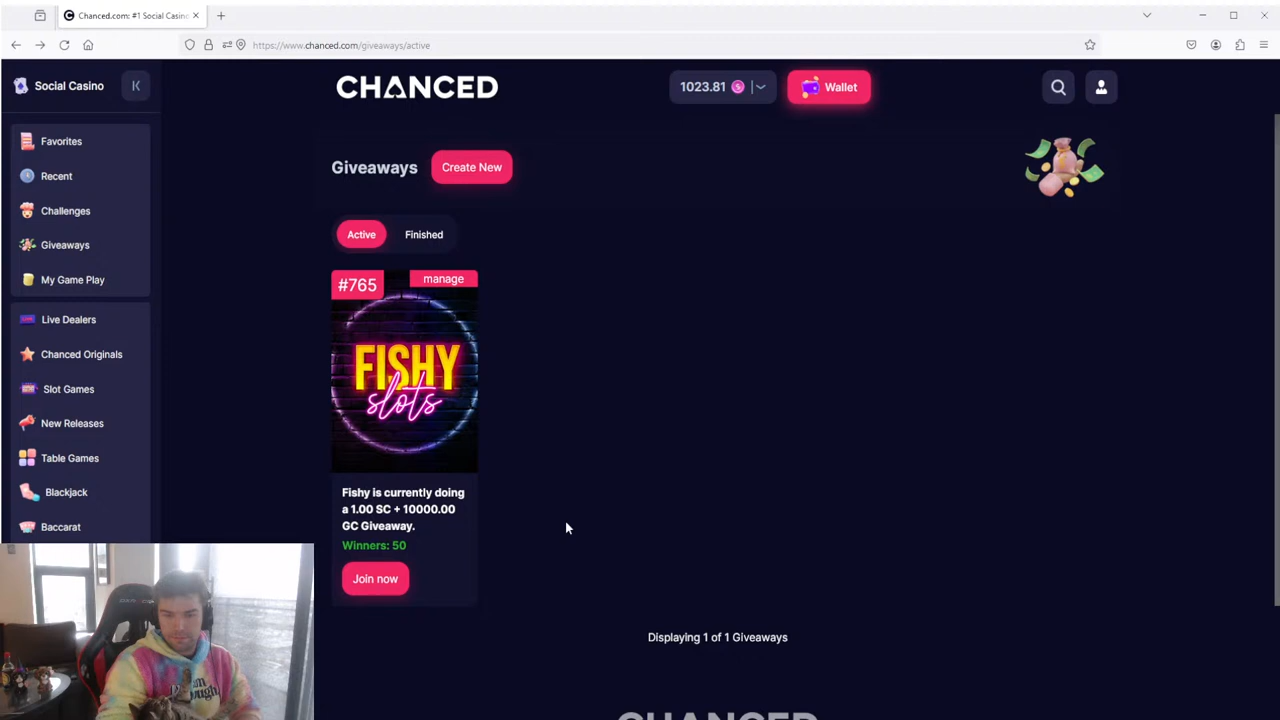 Chanced.com: #1 Social Casino
https://www.chanced.com/giveaways/active
Social Casino
CHANCED
1023.81
Wallet
Favorites
Recent
Challenges
Giveaways
My Game Play
Live Dealers
Chanced Originals
Slot Games
New Releases
Table Games
Blackjack
Baccarat
Giveaways
Create New
Active
Finished
#765
manage
FISHY
slots
Fishy is currently doing
a 1.00 SC + 10000.00
GC Giveaway.
Winners: 50
Join now
Displaying 1 of 1 Giveaways
CHANCED